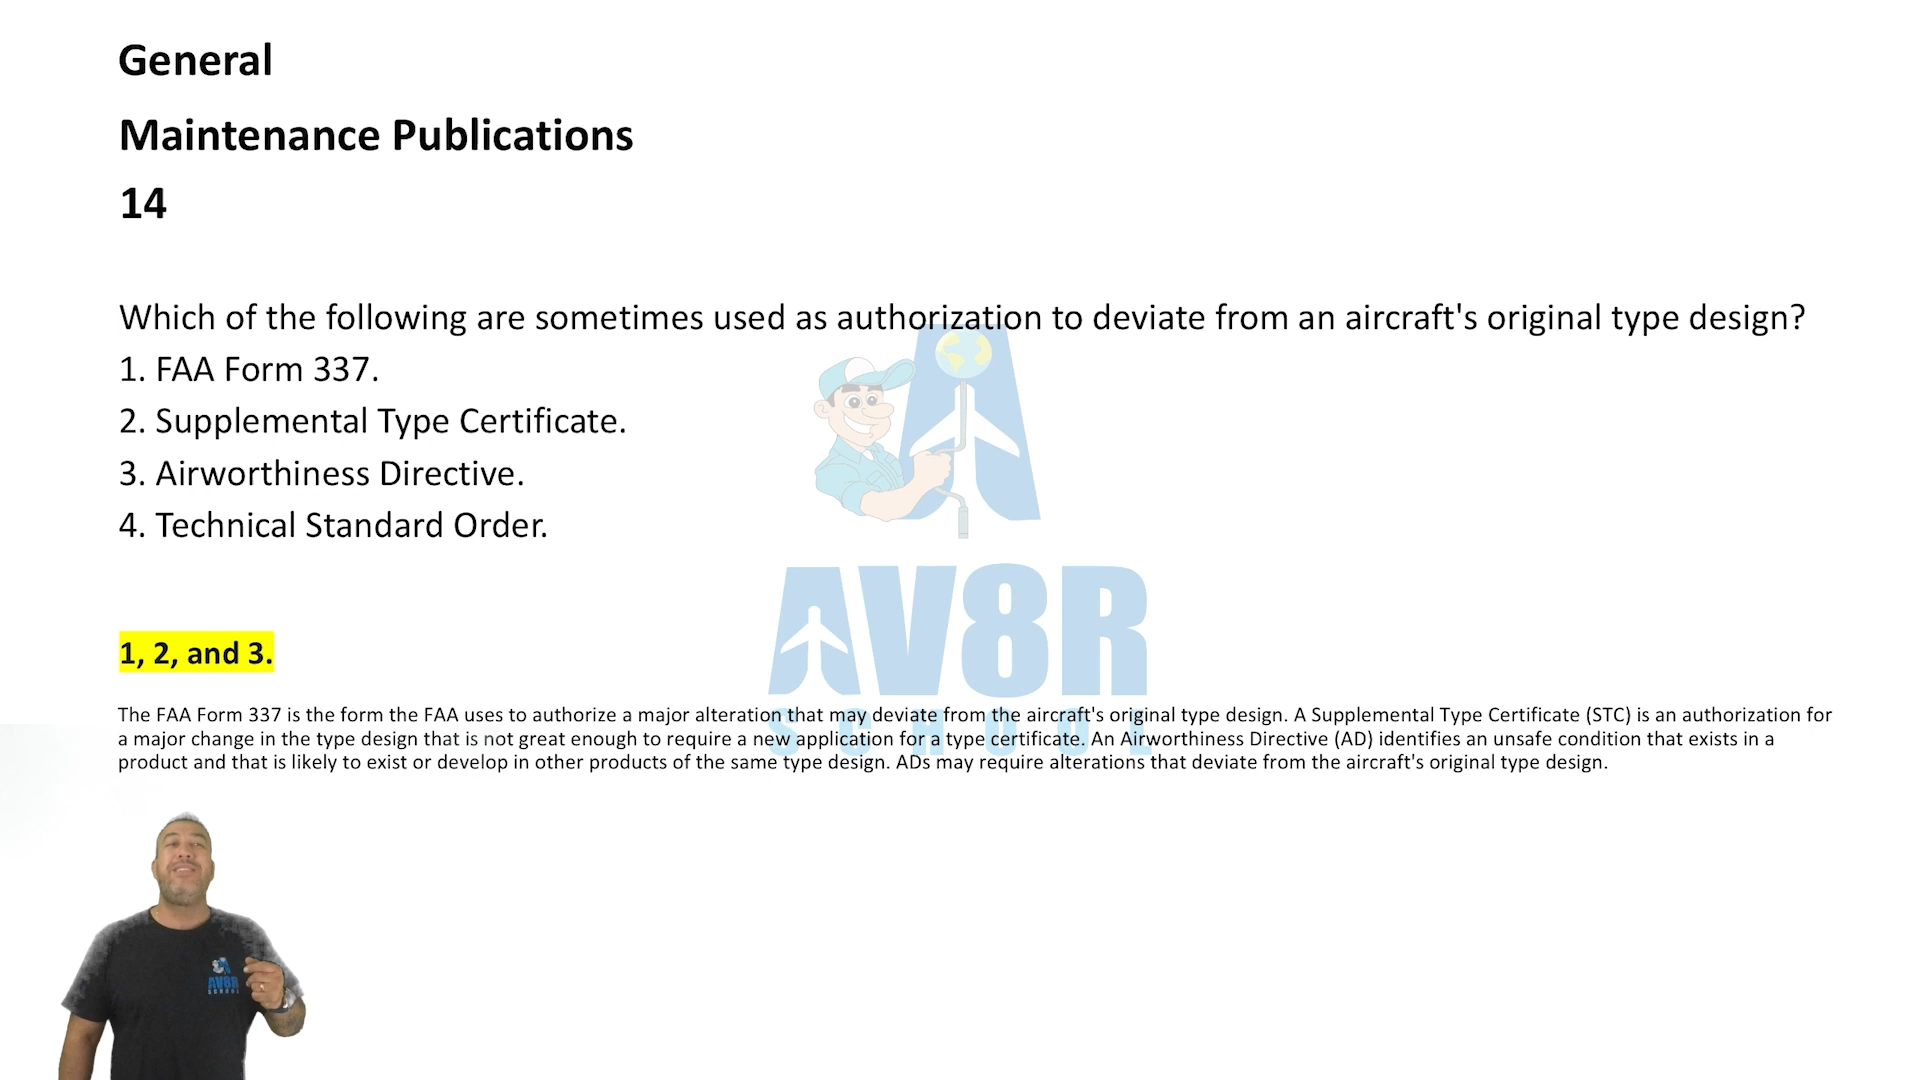 General
Maintenance Publications
14
Which of the following are sometimes used as authorization to deviate from an aircraft's original type design?
1. FAA Form 337.
2. Supplemental Type Certificate.
3. Airworthiness Directive.
4. Technical Standard Order.
AV8R
SCHOOL
1, 2, and 3.
The FAA Form 337 is the form the FAA uses to authorize a major alteration that may deviate from the aircraft's original type design. A Supplemental Type Certificate (STC) is an authorization for
a major change in the type design that is not great enough to require a new application for a type certificate. An Airworthiness Directive (AD) identifies an unsafe condition that exists in a
product and that is likely to exist or develop in other products of the same type design. ADs may require alterations that deviate from the aircraft's original type design.
AV8R
SCHOOL